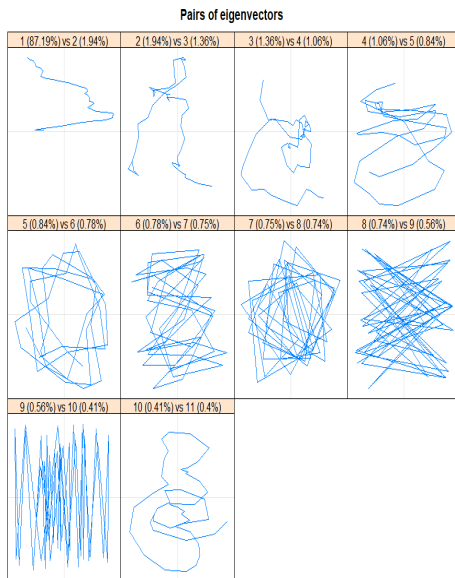 Pairs of eigenvectors
1 (87.19%) vs 2 (1.94%)
2 (1.94%) vs 3 (1.36%)
3 (1.36%) vs 4 (1.06%)
4 (1.06%) vs 5 (0.84%)
5 (0.84%) vs 6 (0.78%)
6 (0.78%) vs 7 (0.75%)
7 (0.75%) vs 8 (0.74%)
8 (0.74%) vs 9 (0.56%)
9 (0.56%) vs 10 (0.41%)
10 (0.41%) vs 11 (0.4%)